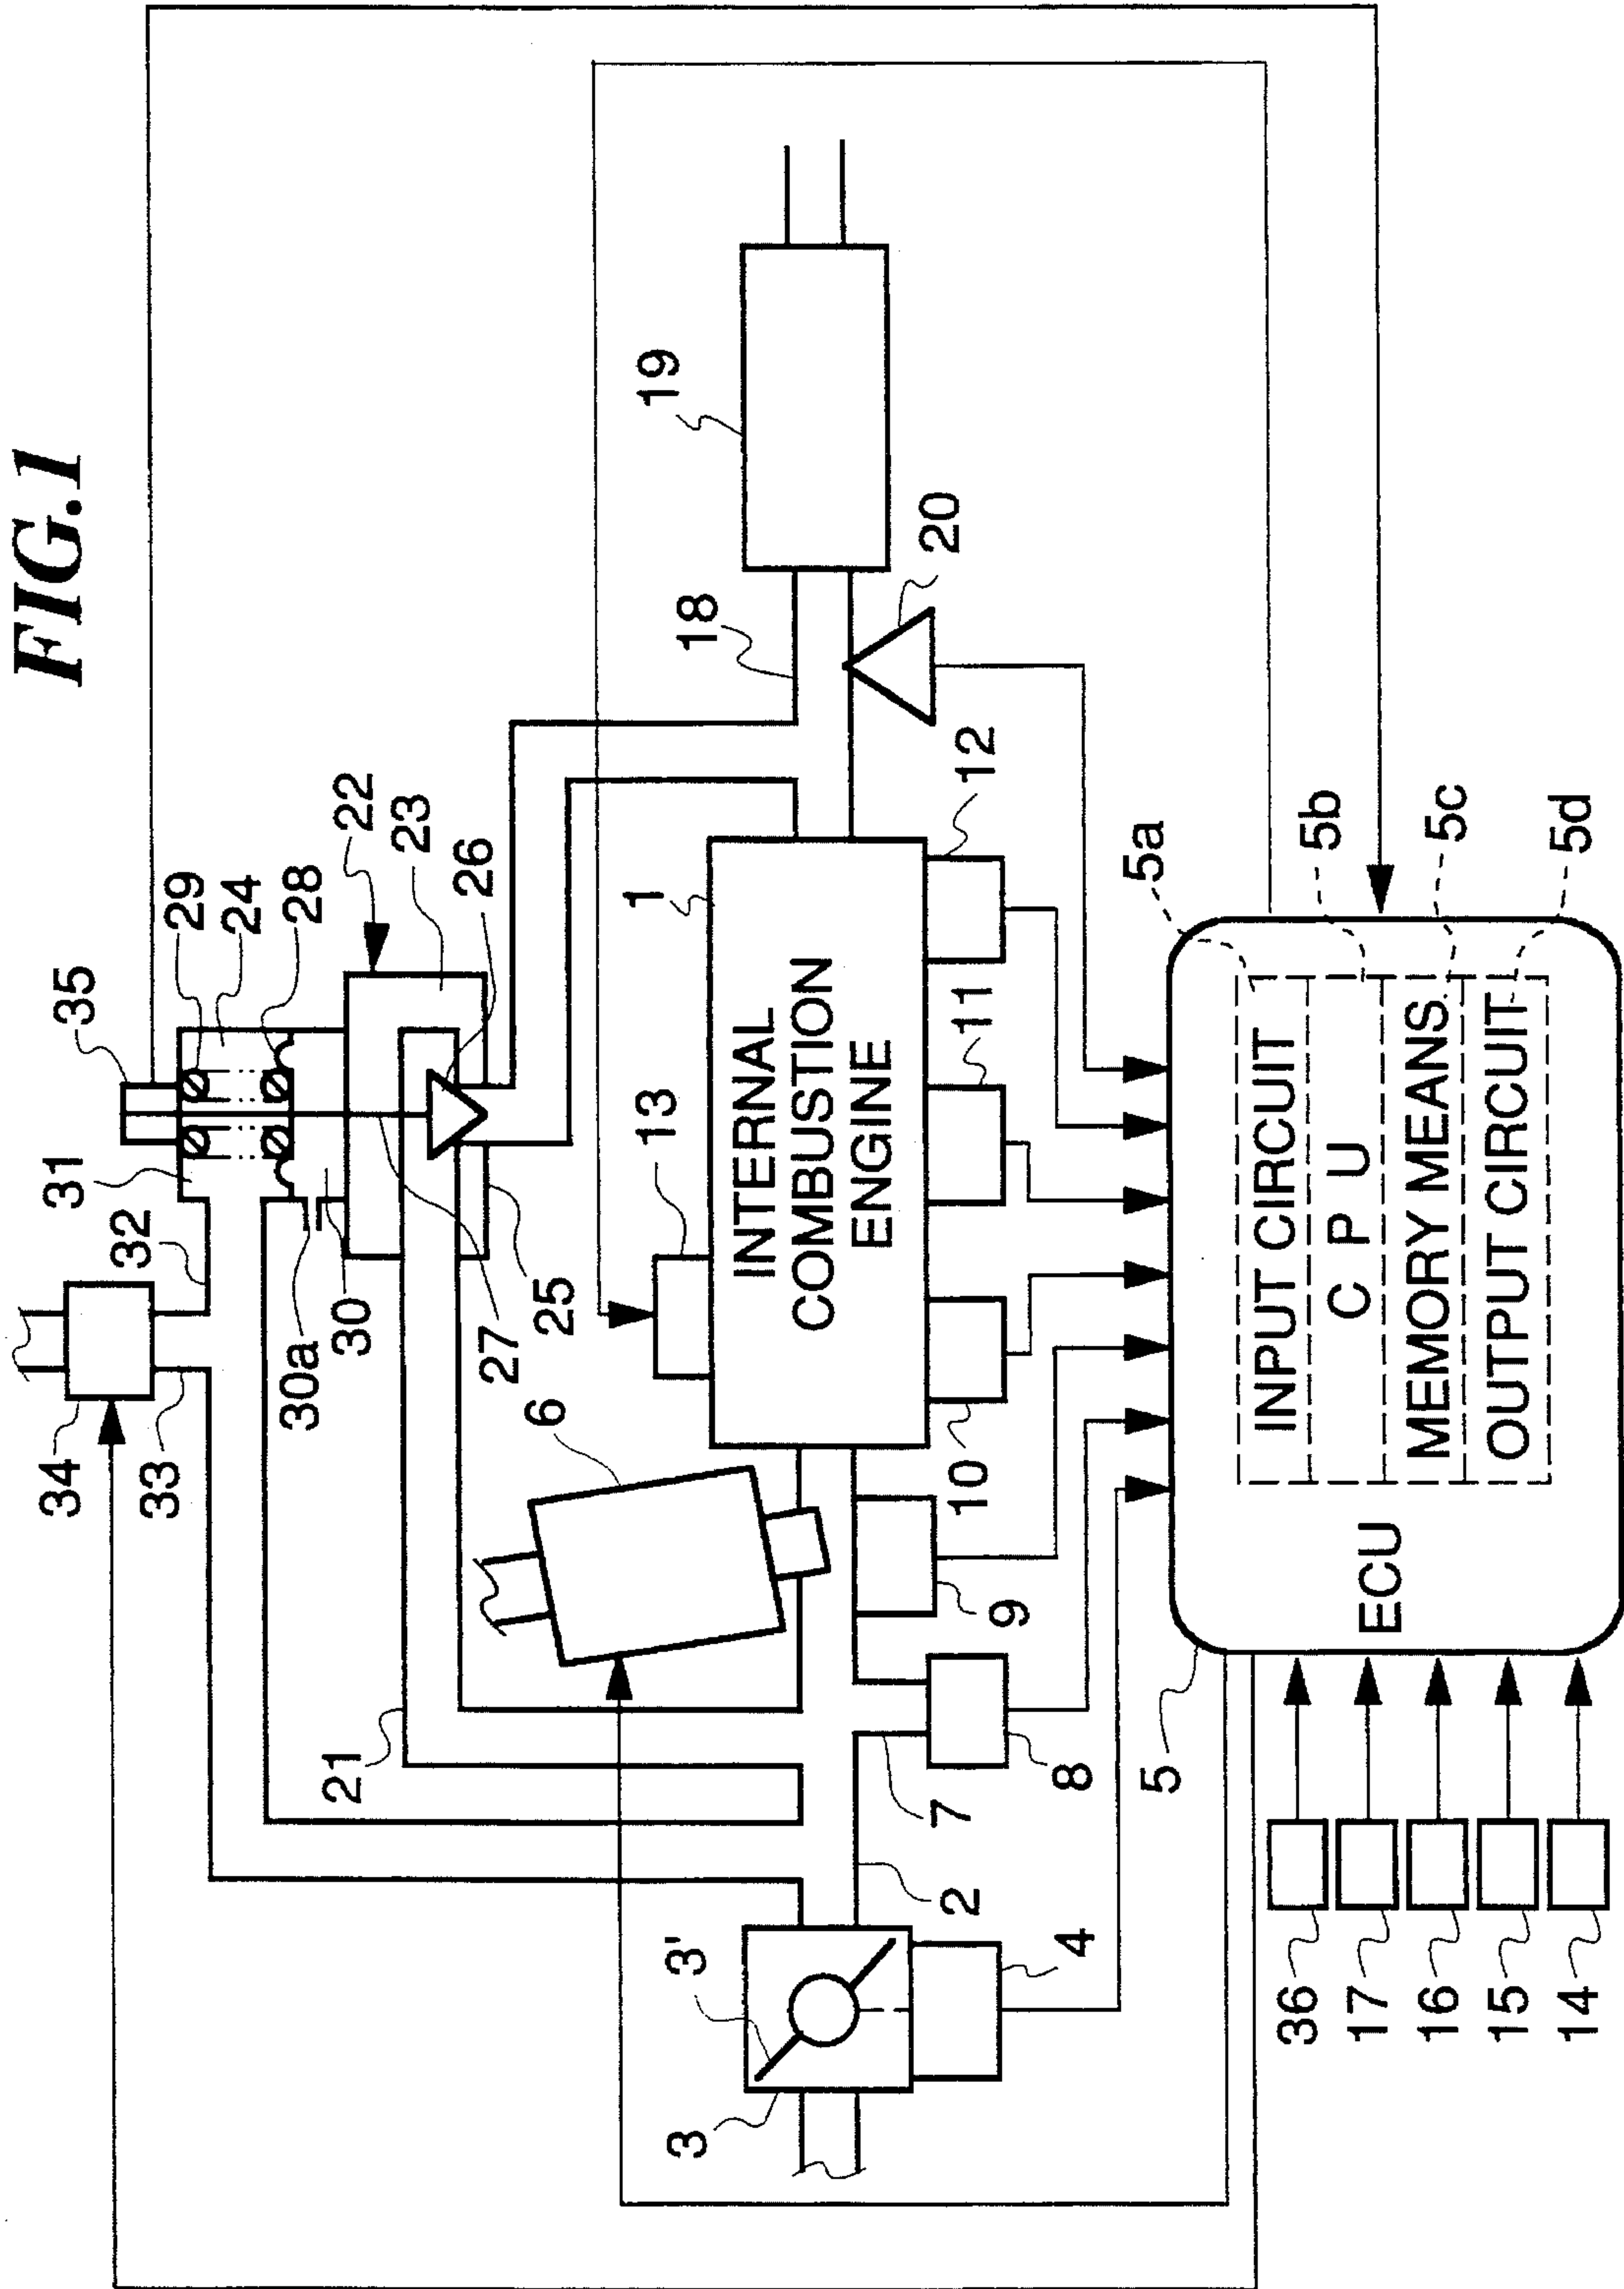 FIG.1
35
29
24
28
22
23
26
31
32
34
33
30a
30
27
25
21
6
13
1
INTERNAL
COMBUSTION
ENGINE
18
19
20
12
11
10
9
8
7
2
3'
3
4
5
5a
5b
5c
5d
INPUT CIRCUIT
C P U
MEMORY MEANS
OUTPUT CIRCUIT
ECU
36
17
16
15
14